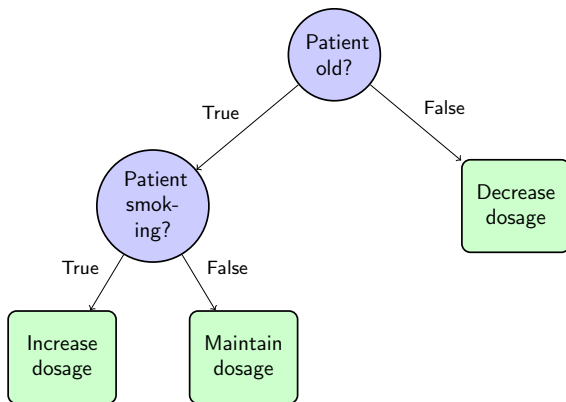 Patient
old?
True
False
Patient
smok-
ing?
Decrease
dosage
True
False
Increase
dosage
Maintain
dosage